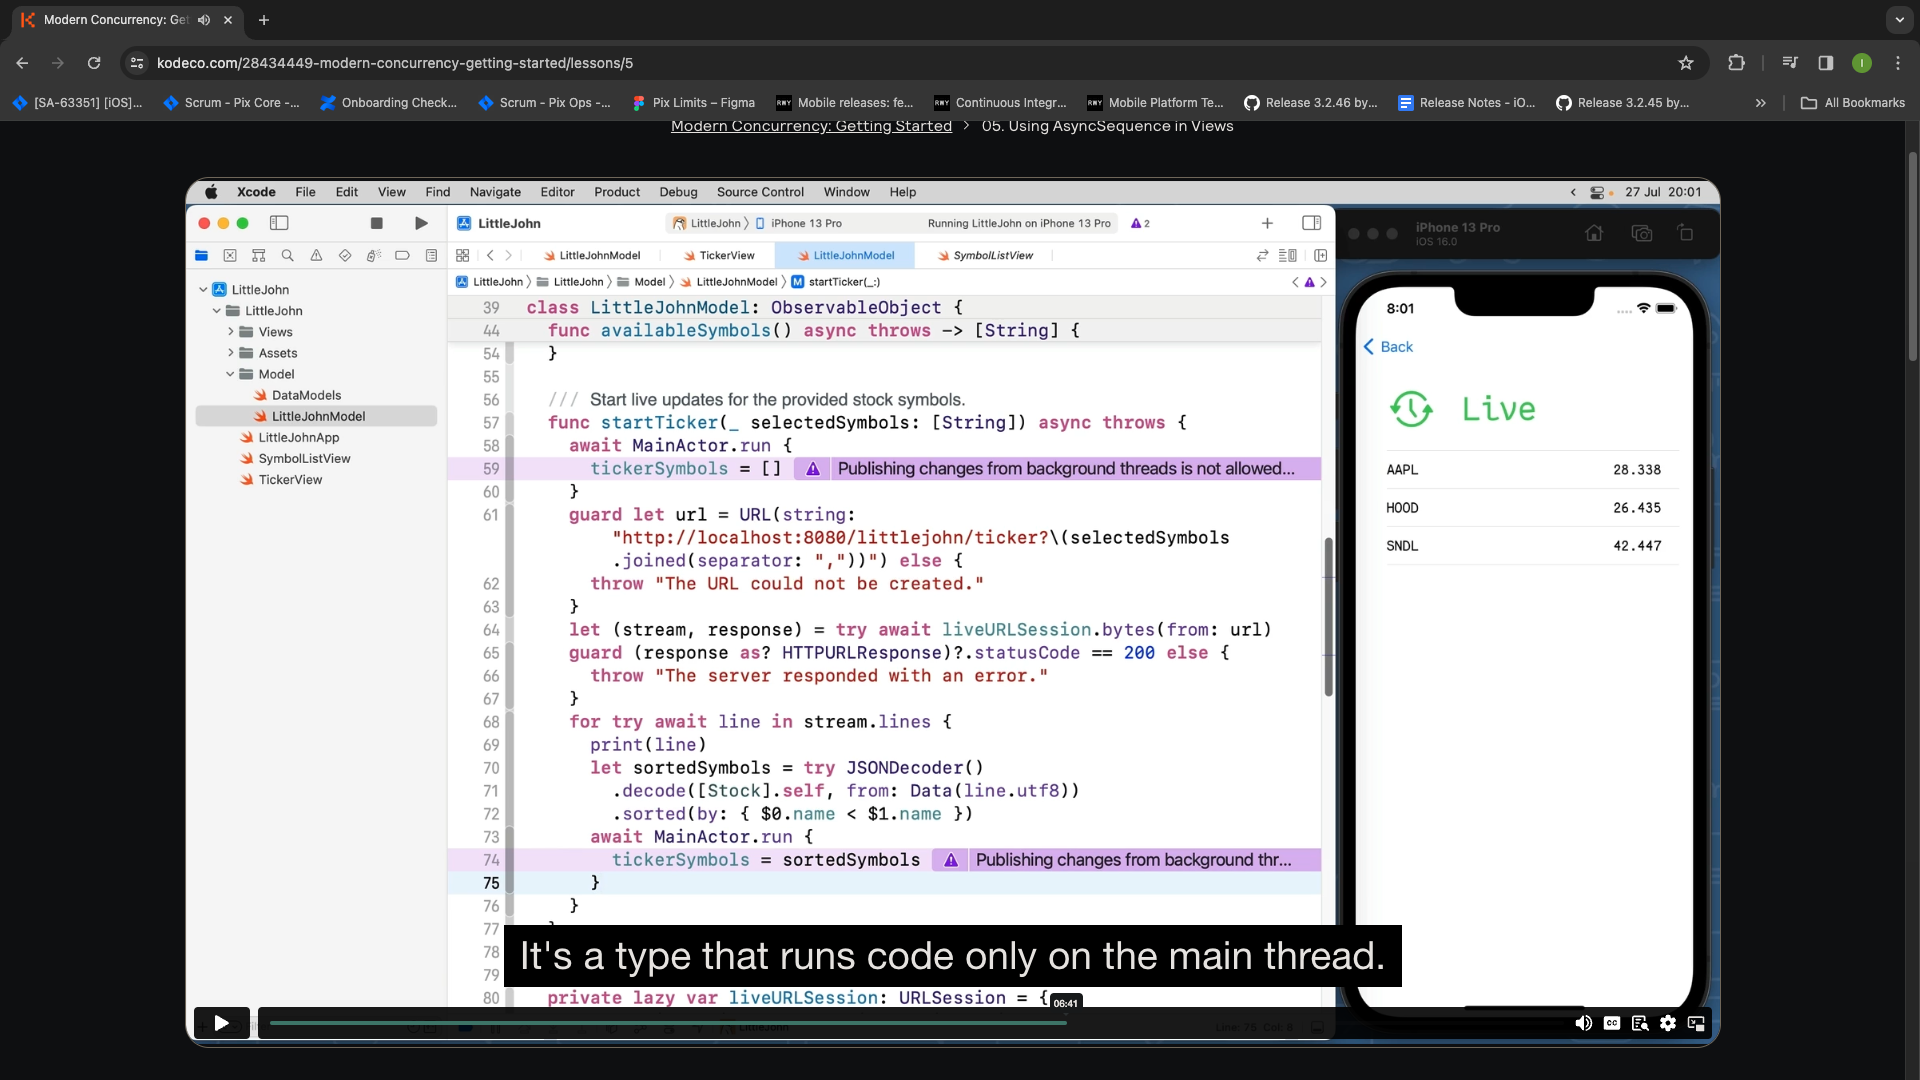 Modern Concurrency: Get
kodeco.com/28434449-modern-concurrency-getting-started/lessons/5
[SA-63351] [iOS]...
Scrum - Pix Core -...
Onboarding Check...
Scrum - Pix Ops -...
Pix Limits – Figma
Mobile releases: fe...
Continuous Integr...
Mobile Platform Te...
Release 3.2.46 by...
Release Notes - iO...
Release 3.2.45 by...
All Bookmarks
Modern Concurrency: Getting Started > 05. Using AsyncSequence in Views
Xcode File Edit View Find Navigate Editor Product Debug Source Control Window Help
27 Jul 20:01
LittleJohn
LittleJohn > iPhone 13 Pro
Running LittleJohn on iPhone 13 Pro
2
iPhone 13 Pro
iOS 16.0
LittleJohnModel
TickerView
LittleJohnModel
SymbolListView
LittleJohn > LittleJohn > Model > LittleJohnModel > M startTicker(_:)
LittleJohn
LittleJohn
Views
Assets
Model
DataModels
LittleJohnModel
LittleJohnApp
SymbolListView
TickerView
39 class LittleJohnModel: ObservableObject {
44 func availableSymbols() async throws -> [String] {
54 }
55
56 /// Start live updates for the provided stock symbols.
57 func startTicker(_ selectedSymbols: [String]) async throws {
58 await MainActor.run {
59 tickerSymbols = [] Publishing changes from background threads is not allowed...
60 }
61 guard let url = URL(string:
"http://localhost:8080/littlejohn/ticker?\(selectedSymbols
.joined(separator: ","))") else {
62 throw "The URL could not be created."
63 }
64 let (stream, response) = try await liveURLSession.bytes(from: url)
65 guard (response as? HTTPURLResponse)?.statusCode == 200 else {
66 throw "The server responded with an error."
67 }
68 for try await line in stream.lines {
69 print(line)
70 let sortedSymbols = try JSONDecoder()
71 .decode([Stock].self, from: Data(line.utf8))
72 .sorted(by: { $0.name < $1.name })
73 await MainActor.run {
74 tickerSymbols = sortedSymbols Publishing changes from background thr...
75 }
76 }
77
78
79
80 private lazy var liveURLSession: URLSession = {
8:01
Back
Live
AAPL 28.338
HOOD 26.435
SNDL 42.447
It's a type that runs code only on the main thread.
06:41
CC